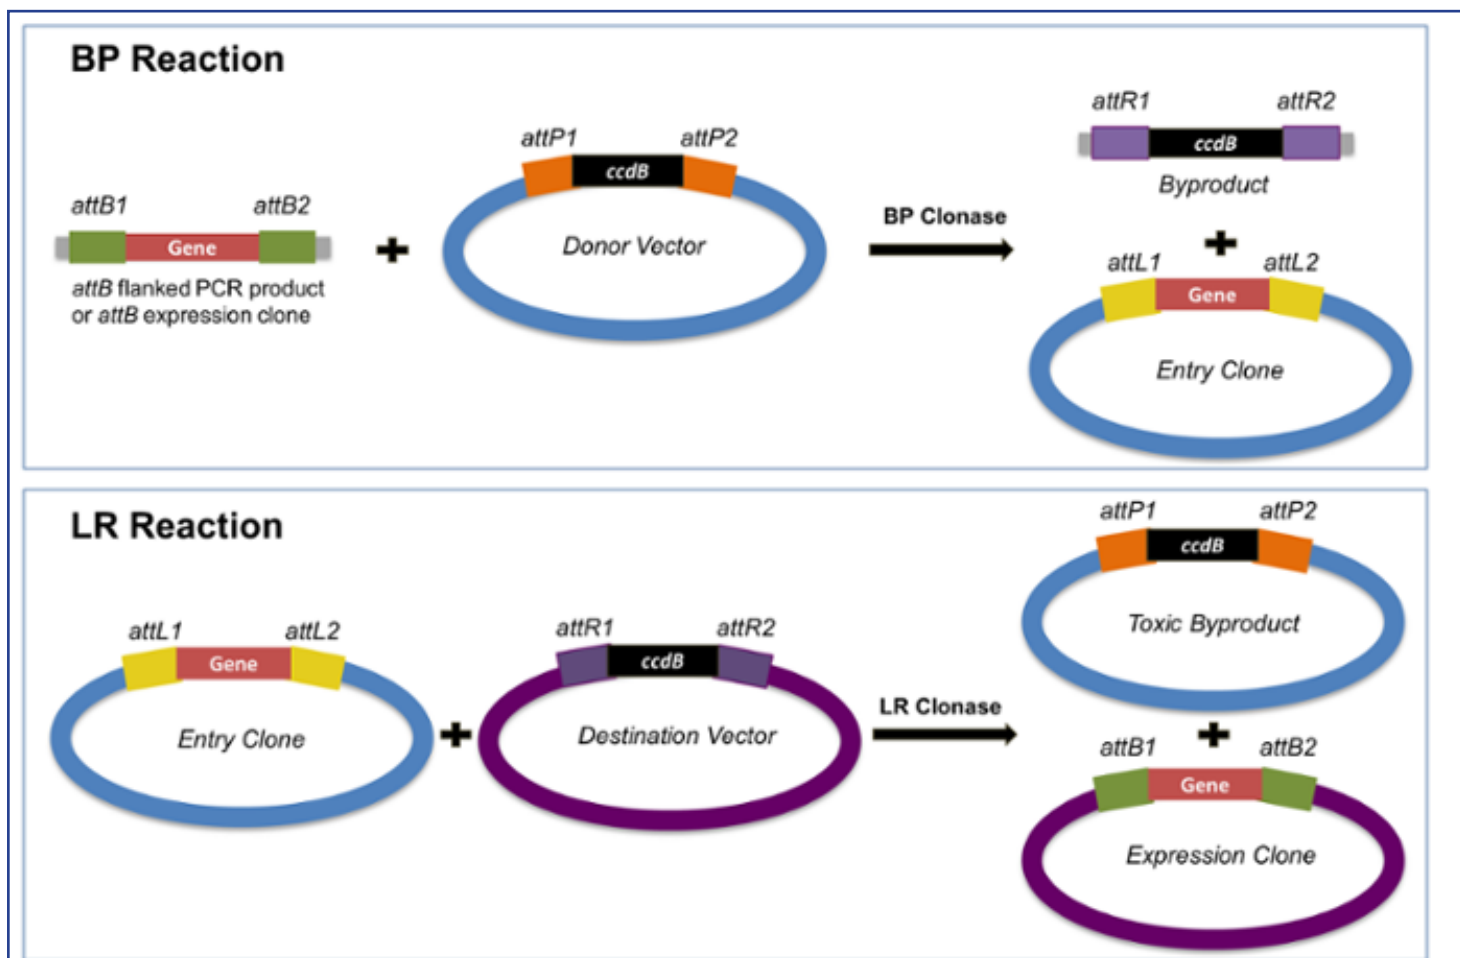 BP Reaction
attB1
attB2
Gene
attB flanked PCR product
or attB expression clone
+
attP1
attP2
ccdB
Donor Vector
BP Clonase
attR1
attR2
ccdB
Byproduct
+
attL1
attL2
Gene
Entry Clone
LR Reaction
attL1
attL2
Gene
Entry Clone
+
attR1
attR2
ccdB
Destination Vector
LR Clonase
attP1
attP2
ccdB
Toxic Byproduct
+
attB1
attB2
Gene
Expression Clone